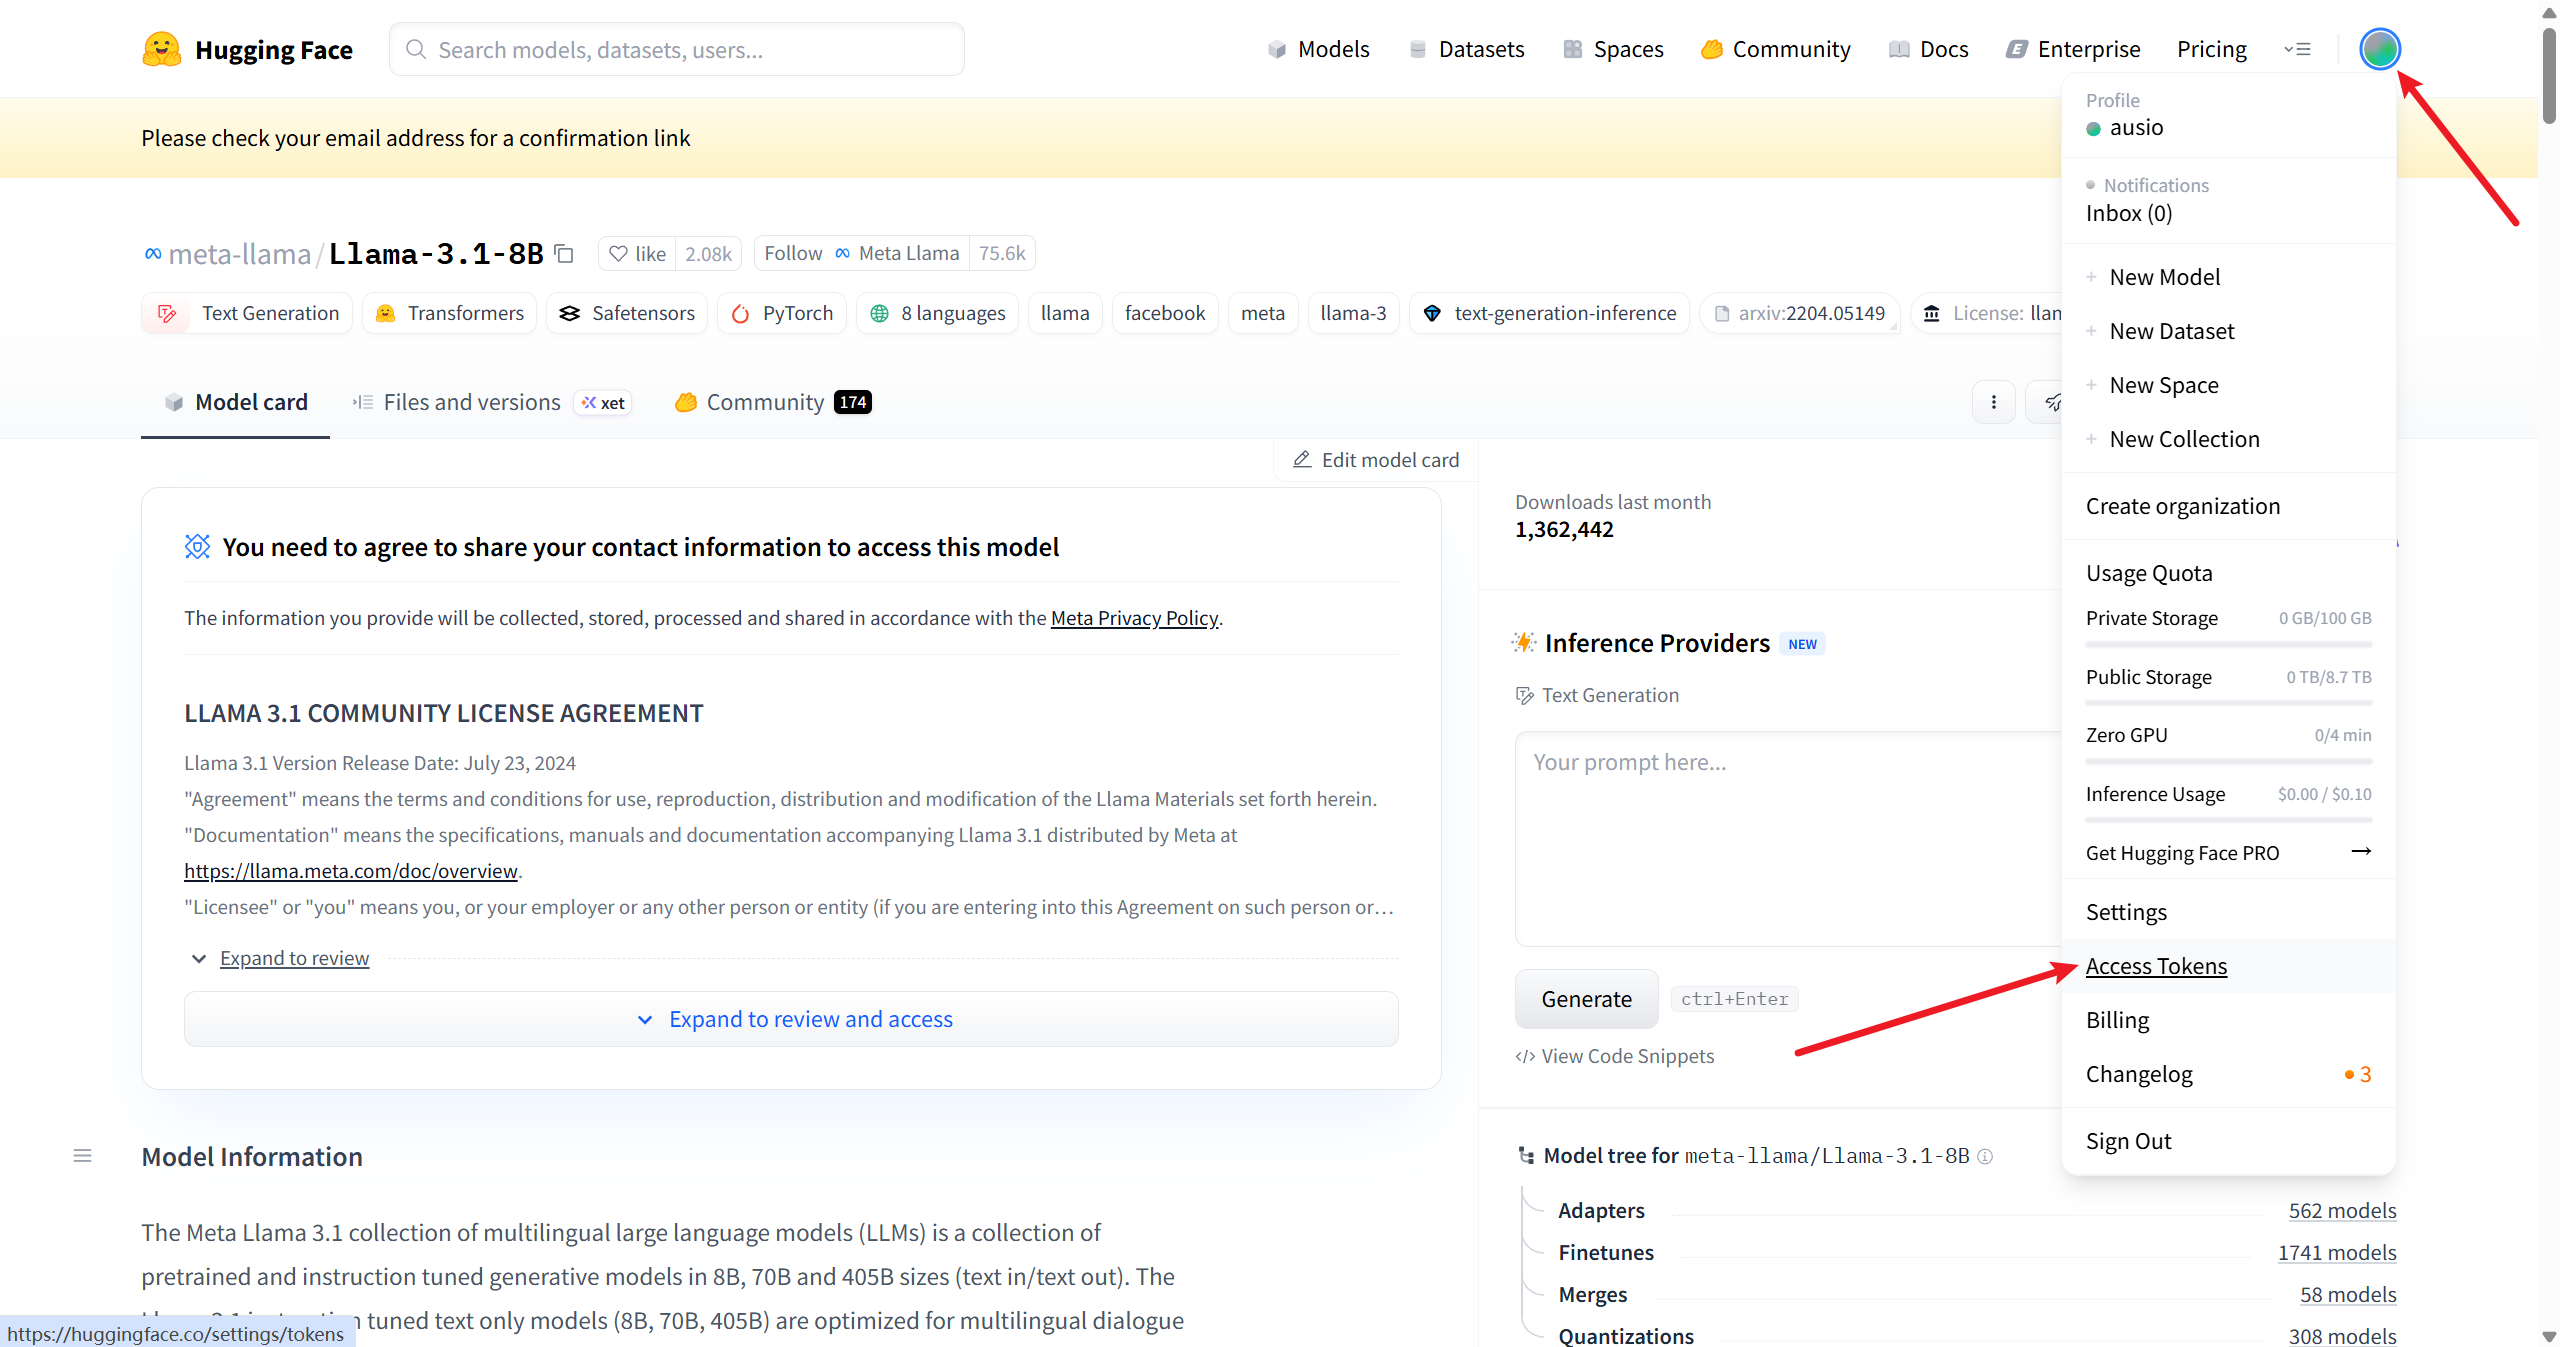 Hugging Face
Search models, datasets, users...
Models
Datasets
Spaces
Community
Docs
Enterprise
Pricing
Please check your email address for a confirmation link
Profile
ausio
Notifications
Inbox (0)
+ New Model
+ New Dataset
+ New Space
+ New Collection
Create organization
Usage Quota
Private Storage 0 GB/100 GB
Public Storage 0 TB/8.7 TB
Zero GPU 0/4 min
Inference Usage $0.00 / $0.10
Get Hugging Face PRO →
Settings
Access Tokens
Billing
Changelog 3
Sign Out
meta-llama/Llama-3.1-8B
like 2.08k
Follow Meta Llama 75.6k
Text Generation
Transformers
Safetensors
PyTorch
8 languages
llama
facebook
meta
llama-3
text-generation-inference
arxiv:2204.05149
License:
Model card
Files and versions xet
Community 174
Edit model card
You need to agree to share your contact information to access this model
The information you provide will be collected, stored, processed and shared in accordance with the Meta Privacy Policy.
LLAMA 3.1 COMMUNITY LICENSE AGREEMENT
Llama 3.1 Version Release Date: July 23, 2024
"Agreement" means the terms and conditions for use, reproduction, distribution and modification of the Llama Materials set forth herein.
"Documentation" means the specifications, manuals and documentation accompanying Llama 3.1 distributed by Meta at
https://llama.meta.com/doc/overview.
"Licensee" or "you" means you, or your employer or any other person or entity (if you are entering into this Agreement on such person or…
Expand to review
Expand to review and access
Model Information
The Meta Llama 3.1 collection of multilingual large language models (LLMs) is a collection of
pretrained and instruction tuned generative models in 8B, 70B and 405B sizes (text in/text out). The
tuned text only models (8B, 70B, 405B) are optimized for multilingual dialogue
https://huggingface.co/settings/tokens
Downloads last month
1,362,442
Inference Providers NEW
Text Generation
Your prompt here...
Generate ctrl+Enter
</> View Code Snippets
Model tree for meta-llama/Llama-3.1-8B
Adapters 562 models
Finetunes 1741 models
Merges 58 models
Quantizations 308 models